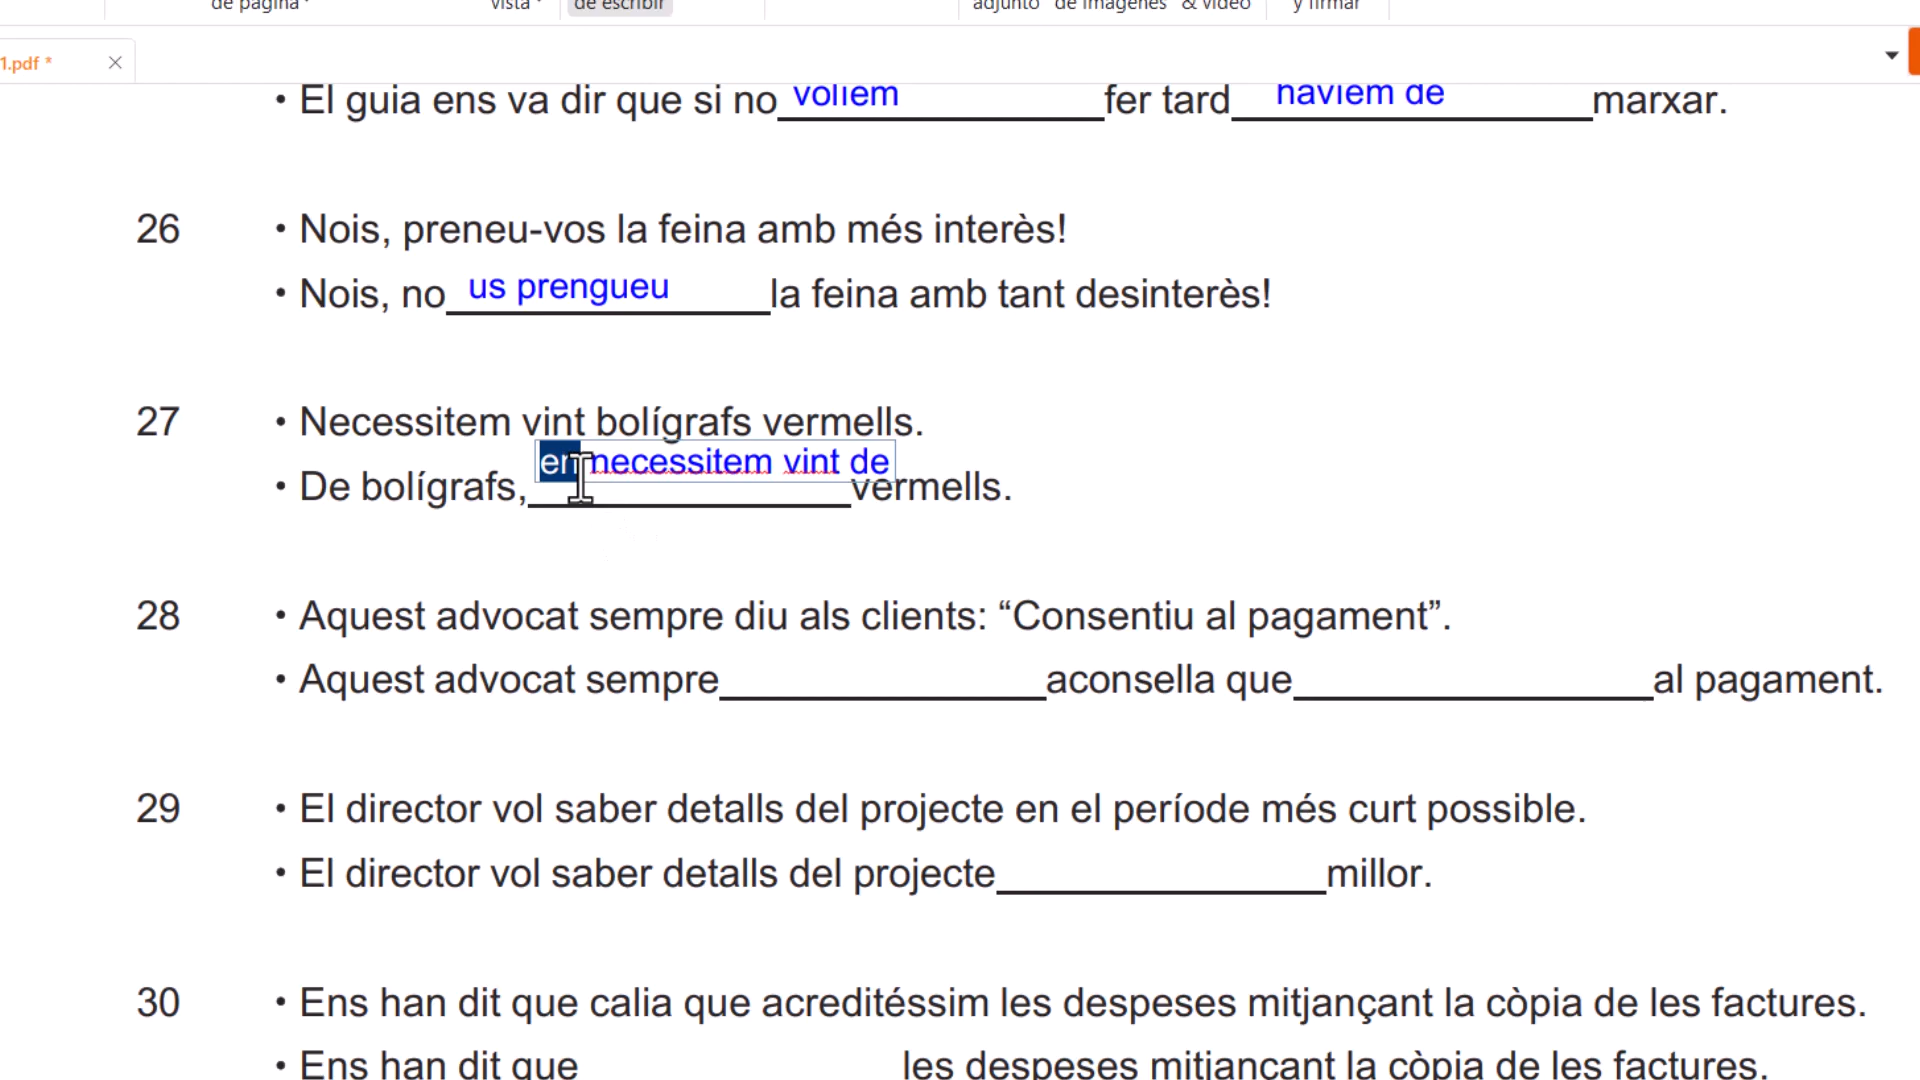 de página
vista
de escribir
adjunto
de imágenes
& vídeo
y firmar
1.pdf *
• El guia ens va dir que si no voliem fer tard haviem de marxar.
26 • Nois, preneu-vos la feina amb més interès!
• Nois, no us prengueu la feina amb tant desinterès!
27 • Necessitem vint bolígrafs vermells.
en necessitem vint de
• De bolígrafs, vermells.
28 • Aquest advocat sempre diu als clients: “Consentiu al pagament”.
• Aquest advocat sempre aconsella que al pagament.
29 • El director vol saber detalls del projecte en el període més curt possible.
• El director vol saber detalls del projecte millor.
30 • Ens han dit que calia que acreditéssim les despeses mitjançant la còpia de les factures.
• Ens han dit que les despeses mitjançant la còpia de les factures.